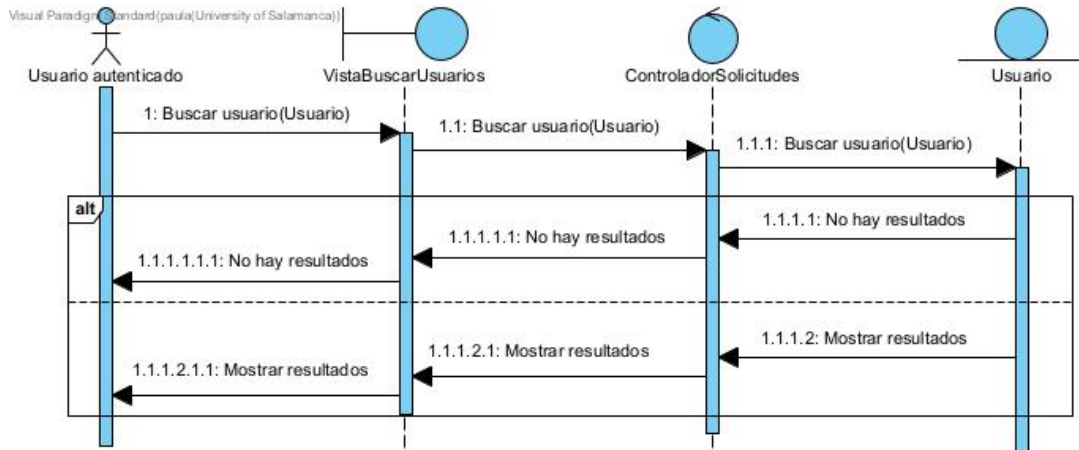 Visual Paradigm Standard(paula(University of Salamanca))
Usuario autenticado
VistaBuscarUsuarios
ControladorSolicitudes
Usuario
1: Buscar usuario(Usuario)
1.1: Buscar usuario(Usuario)
1.1.1: Buscar usuario(Usuario)
alt
1.1.1.1: No hay resultados
1.1.1.1.1: No hay resultados
1.1.1.1.1.1: No hay resultados
1.1.1.2: Mostrar resultados
1.1.1.2.1: Mostrar resultados
1.1.1.2.1.1: Mostrar resultados